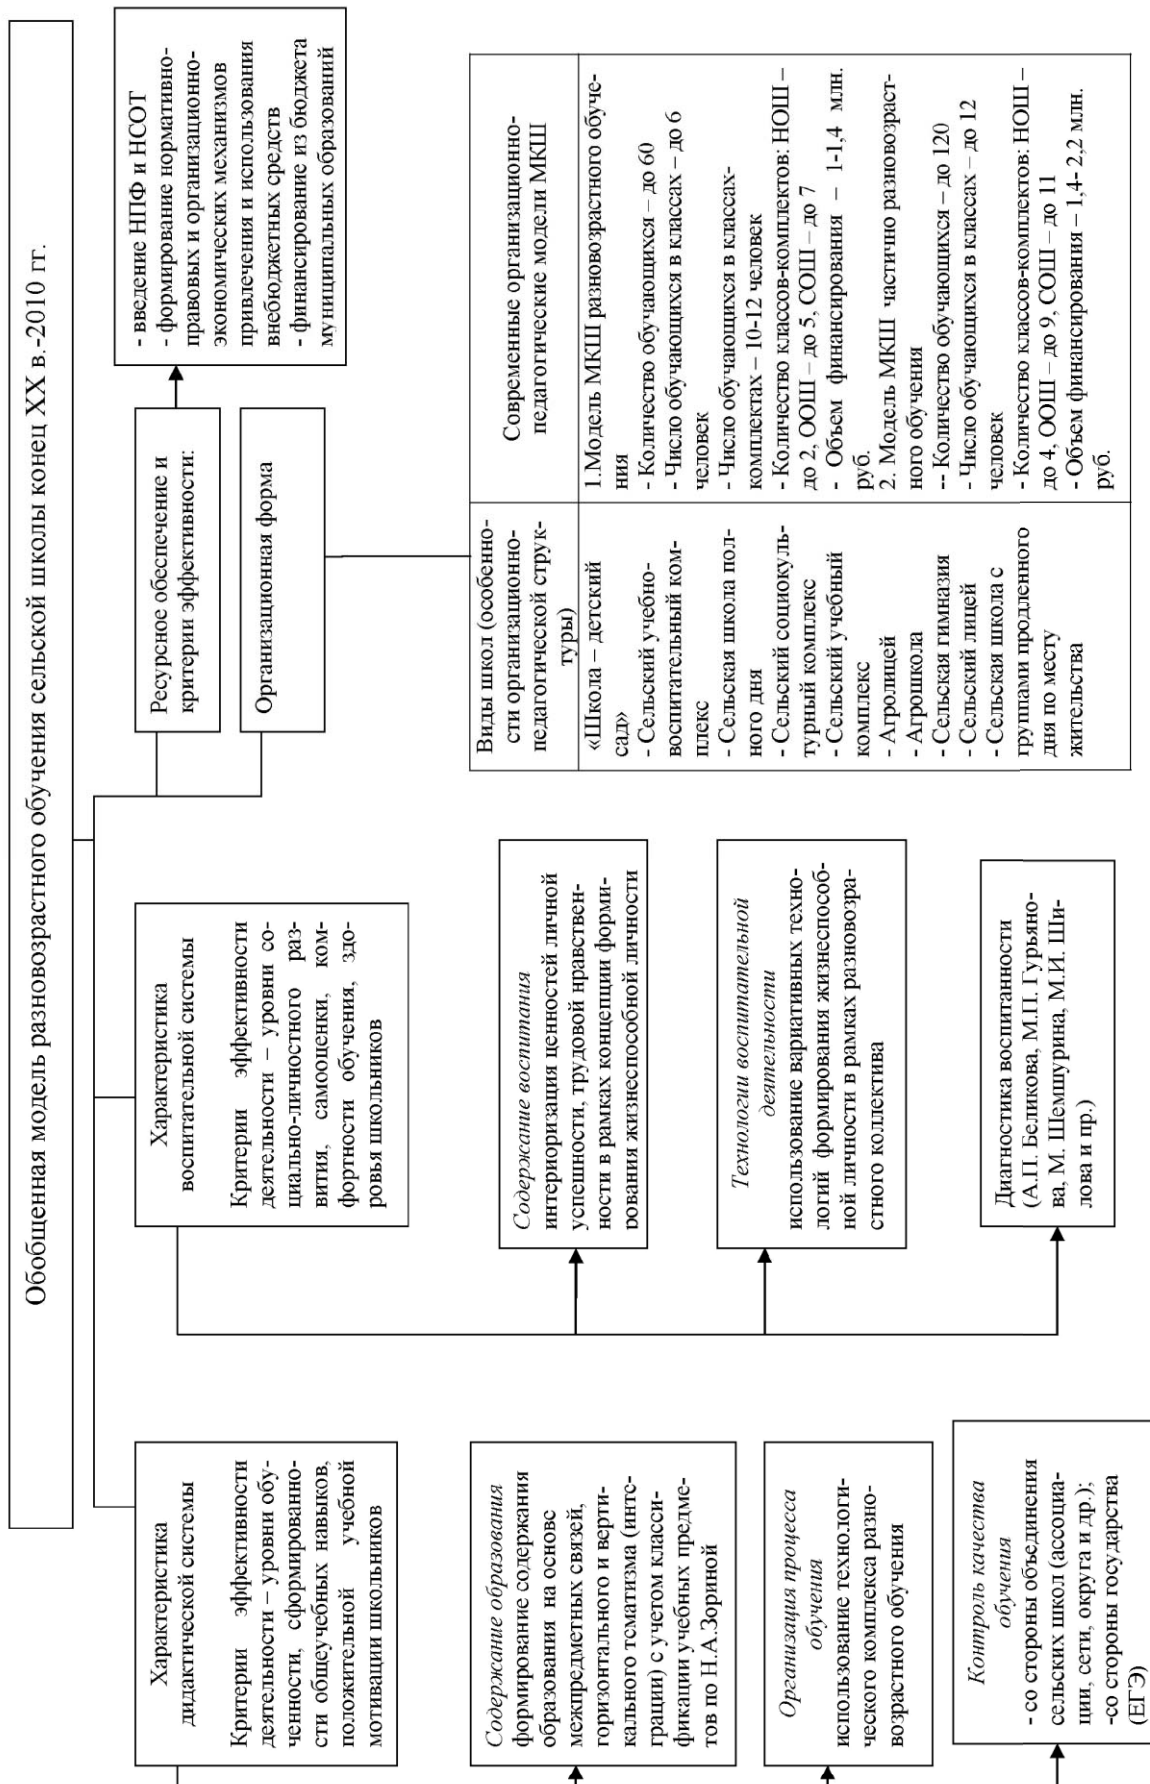 Обобщенная модель разновозрастного обучения сельской школы конец XX в.-2010 гг.
Характеристика
дидактической системы
Критерии эффективности
деятельности – уровни обу-
ченности, сформированно-
сти общеучебных навыков,
положительной учебной
мотивации школьников
Содержание образования
формирование содержания
образования на основе
межпредметных связей,
горизонтального и верти-
кального тематизма (инте-
грации) с учетом класси-
фикации учебных предме-
тов по Н.А.Зориной
Организация процесса
обучения
использование технологи-
ческого комплекса разно-
возрастного обучения
Контроль качества
обучения
- со стороны объединения
сельских школ (ассоциа-
ции, сети, округа и др.);
-со стороны государства
(ЕГЭ)
Характеристика
воспитательной системы
Критерии эффективности
деятельности – уровни со-
циально-личностного раз-
вития, самооценки, ком-
фортности обучения, здо-
ровья школьников
Содержание воспитания
интериоризация ценностей личной
успешности, трудовой нравствен-
ности в рамках концепции форми-
рования жизнеспособной личности
Технологии воспитательной
деятельности
использование вариативных техно-
логий формирования жизнеспособ-
ной личности в рамках разновозра-
стного коллектива
Диагностика воспитанности
(А.П. Беликова, М.П. Гурьяно-
ва, М. Шемшурина, М.И. Ши-
лова и пр.)
Ресурсное обеспечение и
критерии эффективности:
- введение НПФ и НСОТ
- формирование нормативно-
правовых и организационно-
экономических механизмов
привлечения и использования
внебюджетных средств
- финансирование из бюджета
муниципальных образований
Организационная форма
Виды школ (особенно-
сти организационно-
педагогической струк-
туры)
«Школа – детский
сад»
- Сельский учебно-
воспитательный ком-
плекс
- Сельская школа пол-
ного дня
- Сельский социокуль-
турный комплекс
- Сельский учебный
комплекс
- Агролицей
- Агрошкола
- Сельская гимназия
- Сельский лицей
- Сельская школа с
группами продленного
дня по месту
жительства
Современные организационно-
педагогические модели МКШ
1.Модель МКШ разновозрастного обуче-
ния
- Количество обучающихся – до 60
- Число обучающихся в классах – до 6
человек
- Число обучающихся в классах-
комплектах – 10-12 человек
- Количество классов-комплектов: НОШ –
до 2, ООШ – до 5, СОШ – до 7
- Объем финансирования – 1-1,4 млн.
руб.
2. Модель МКШ частично разновозраст-
ного обучения
-- Количество обучающихся – до 120
- Число обучающихся в классах – до 12
человек
- Количество классов-комплектов: НОШ –
до 4, ООШ – до 9, СОШ – до 11
- Объем финансирования – 1,4- 2,2 млн.
руб.